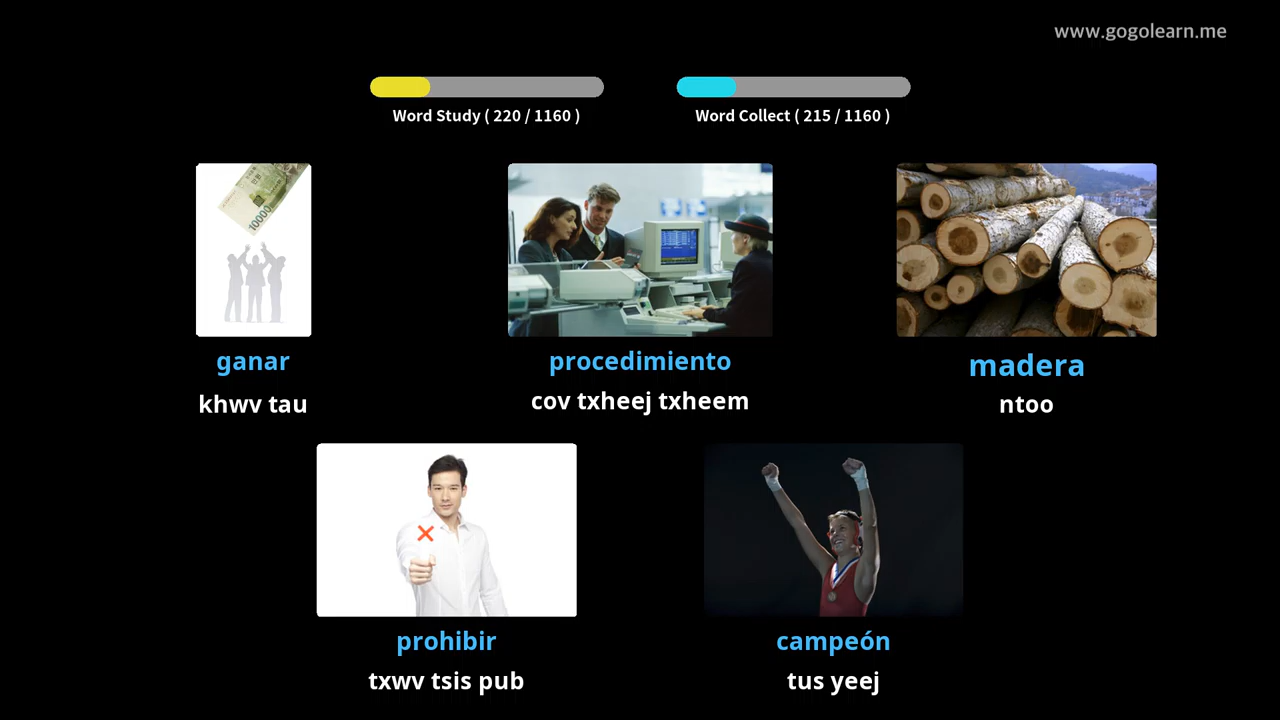 www.gogolearn.me
Word Study ( 220 / 1160 )
Word Collect ( 215 / 1160 )
10000
ganar
procedimiento
madera
khwv tau
cov txheej txheem
ntoo
prohibir
campeón
txwv tsis pub
tus yeej